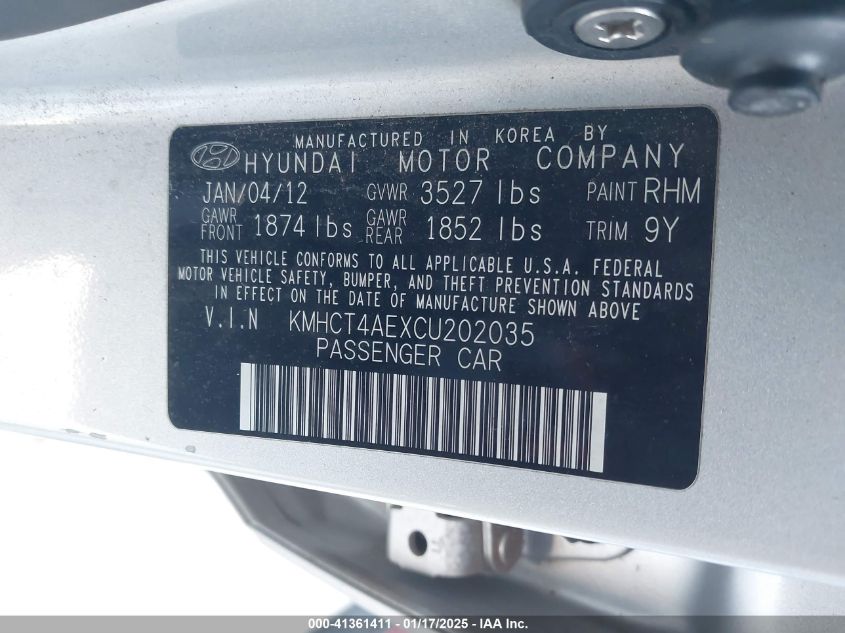 MANUFACTURED IN KOREA BY
HYUNDAI MOTOR COMPANY
JAN/04/12 GVWR 3527 lbs PAINT RHM
GAWR FRONT 1874 lbs GAWR REAR 1852 lbs TRIM 9Y
THIS VEHICLE CONFORMS TO ALL APPLICABLE U.S.A. FEDERAL
MOTOR VEHICLE SAFETY, BUMPER, AND THEFT PREVENTION STANDARDS
IN EFFECT ON THE DATE OF MANUFACTURE SHOWN ABOVE
V.I.N KMHCT4AEXCU202035
PASSENGER CAR
000-41361411 - 01/17/2025 - IAA Inc.